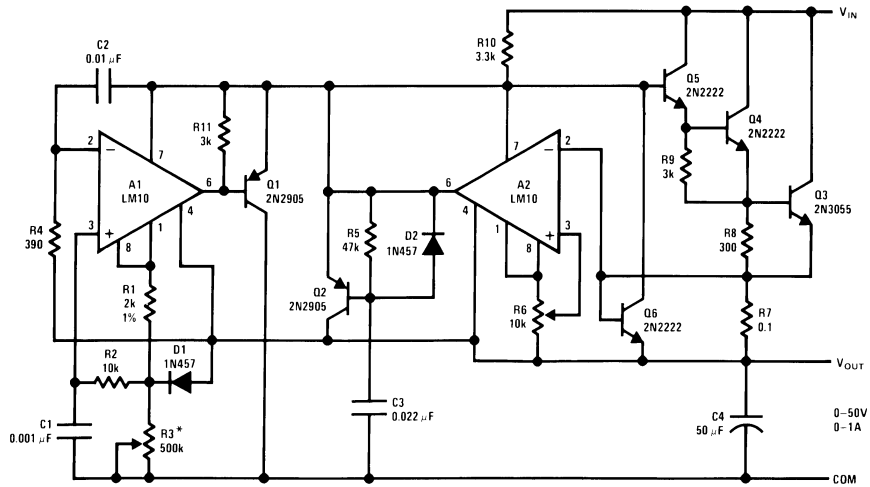 V_IN
R10
3.3k
C2
0.01 µF
Q5
2N2222
Q4
2N2222
R11
3k
2
−
7
7
−
2
A1
LM10
6
6
A2
LM10
R9
3k
Q1
2N2905
3
+
8
1
4
4
1
8
+
3
Q3
2N3055
R4
390
R5
47k
D2
1N457
R8
300
R1
2k
1%
Q2
2N2905
R6
10k
Q6
2N2222
R7
0.1
R2
10k
D1
1N457
V_OUT
C1
0.001 µF
R3*
500k
C3
0.022 µF
C4
50 µF
0–50V
0–1A
COM